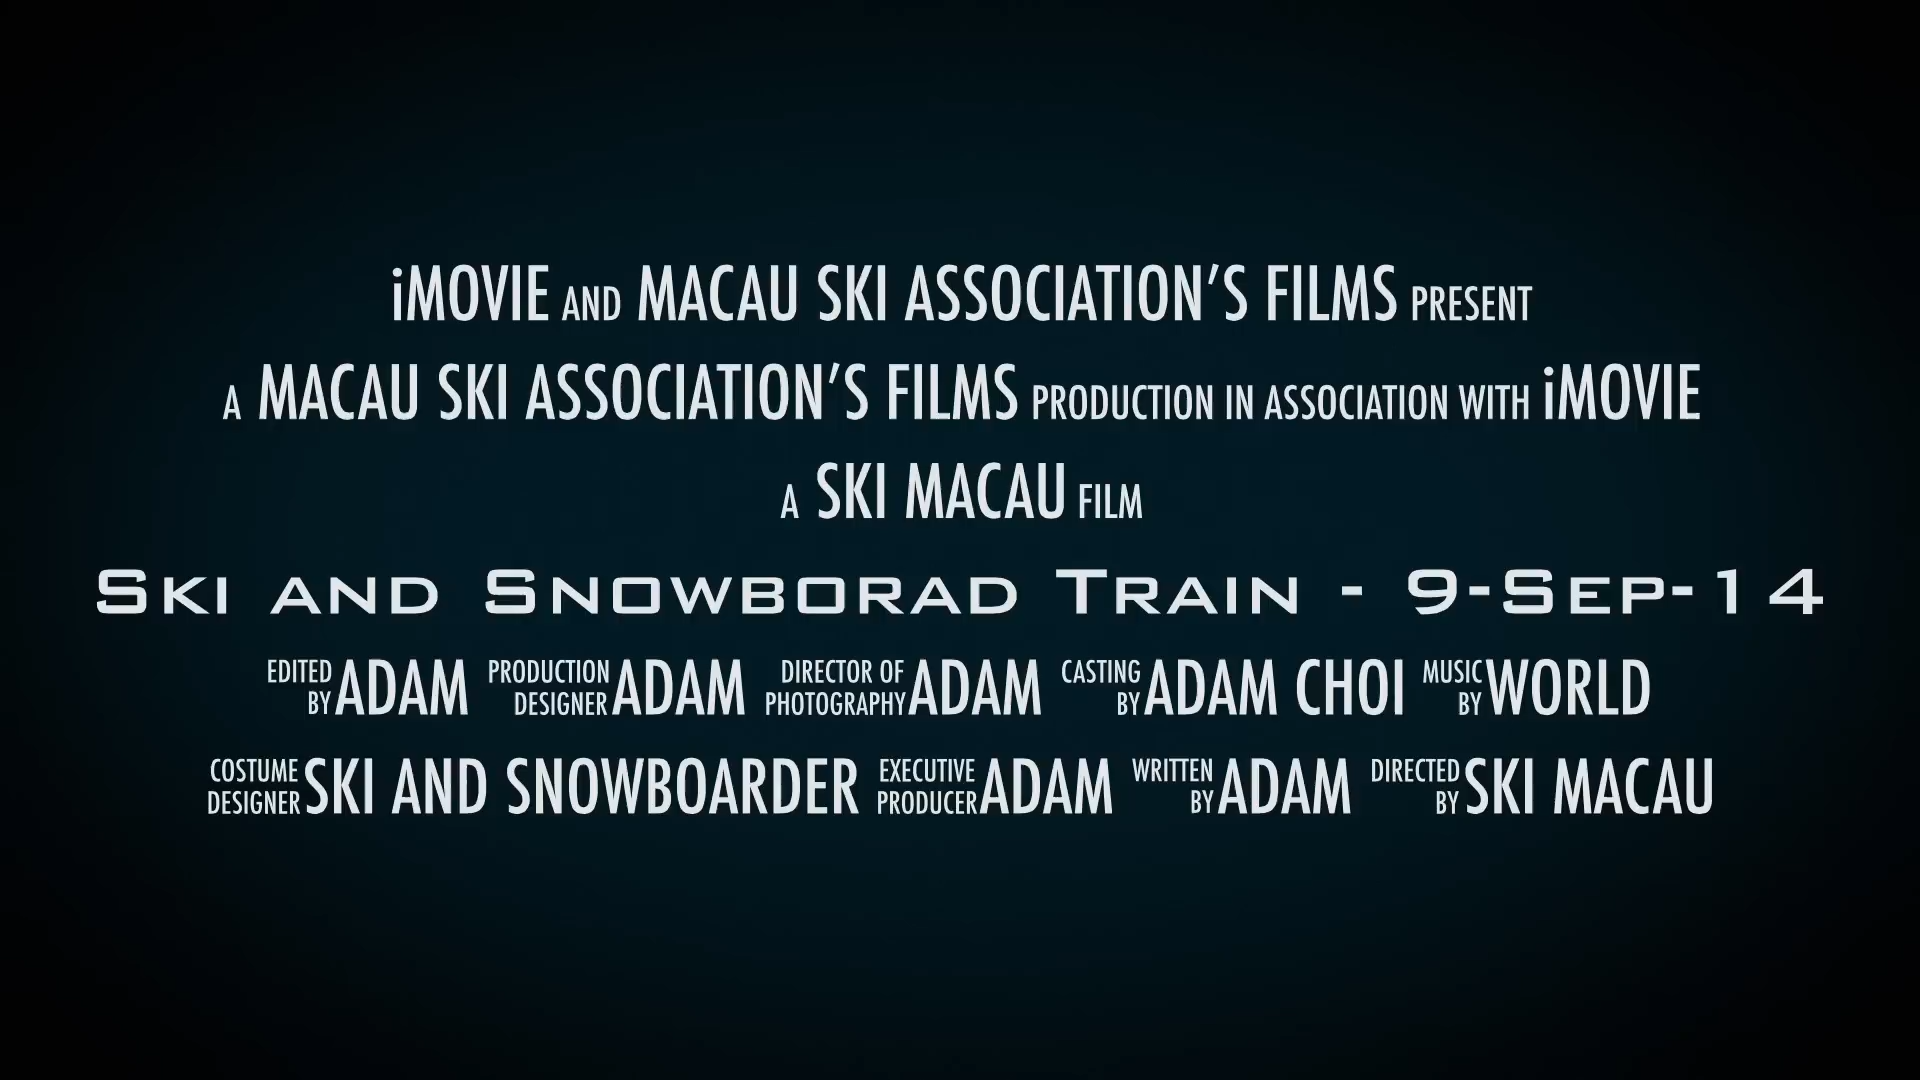 iMOVIE AND MACAU SKI ASSOCIATION'S FILMS PRESENT
A MACAU SKI ASSOCIATION'S FILMS PRODUCTION IN ASSOCIATION WITH iMOVIE
A SKI MACAU FILM
SKI AND SNOWBORAD TRAIN - 9-SEP-14
EDITED BY ADAM PRODUCTION DESIGNER ADAM DIRECTOR OF PHOTOGRAPHY ADAM CASTING BY ADAM CHOI MUSIC BY WORLD
COSTUME DESIGNER SKI AND SNOWBOARDER EXECUTIVE PRODUCER ADAM WRITTEN BY ADAM DIRECTED BY SKI MACAU